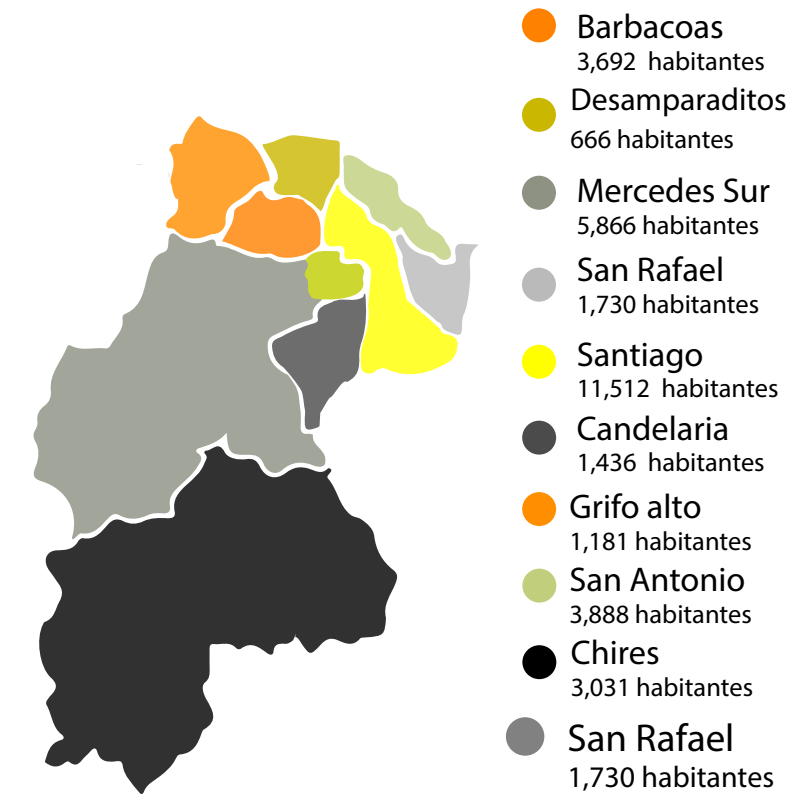 Barbacoas
3,692 habitantes
Desamparaditos
666 habitantes
Mercedes Sur
5,866 habitantes
San Rafael
1,730 habitantes
Santiago
11,512 habitantes
Candelaria
1,436 habitantes
Grifo alto
1,181 habitantes
San Antonio
3,888 habitantes
Chires
3,031 habitantes
San Rafael
1,730 habitantes